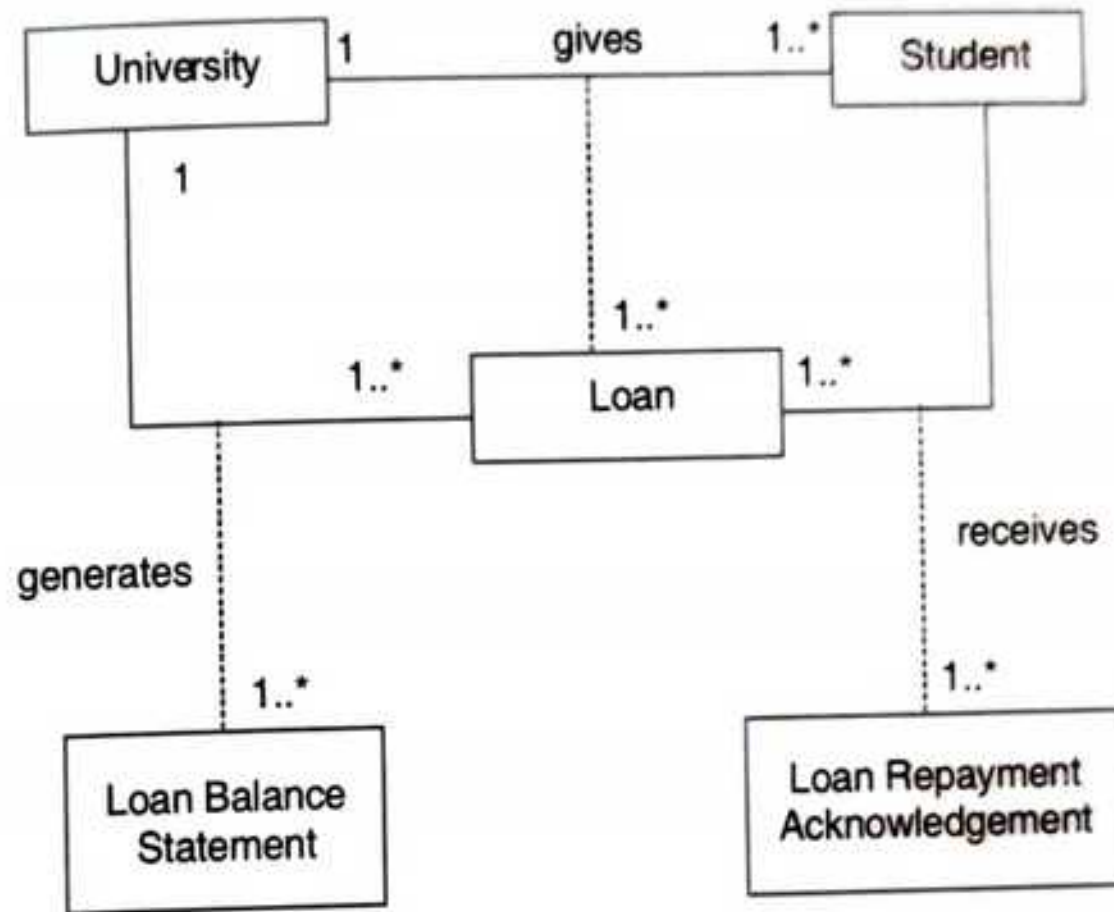 University
1
gives
1..*
Student
1
1..*
1..*
Loan
1..*
generates
receives
1..*
1..*
Loan Balance
Statement
Loan Repayment
Acknowledgement